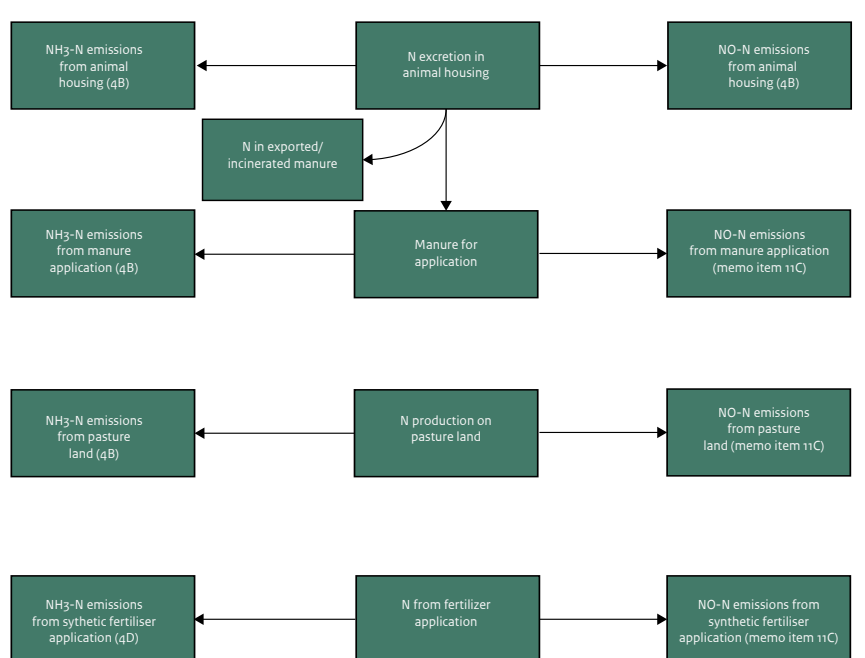 NH3-N emissions
from animal
housing (4B)
N excretion in
animal housing
NO-N emissions
from animal
housing (4B)
N in exported/
incinerated manure
NH3-N emissions
from manure
application (4B)
Manure for
application
NO-N emissions
from manure application
(memo item 11C)
NH3-N emissions
from pasture
land (4B)
N production on
pasture land
NO-N emissions
from pasture
land (memo item 11C)
NH3-N emissions
from sythetic fertiliser
application (4D)
N from fertilizer
application
NO-N emissions from
synthetic fertiliser
application (memo item 11C)